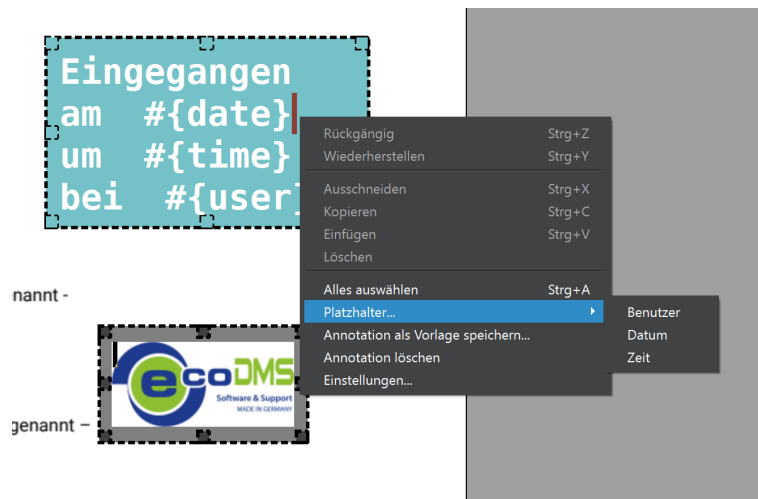 Eingegangen
am #{date}
um #{time}
bei #{user}
Rückgängig Strg+Z
Wiederherstellen Strg+Y
Ausschneiden Strg+X
Kopieren Strg+C
Einfügen Strg+V
Löschen
Alles auswählen Strg+A
Platzhalter...
Annotation als Vorlage speichern...
Annotation löschen
Einstellungen...
Benutzer
Datum
Zeit
nannt -
genannt –
ecoDMS
Software & Support
MADE IN GERMANY